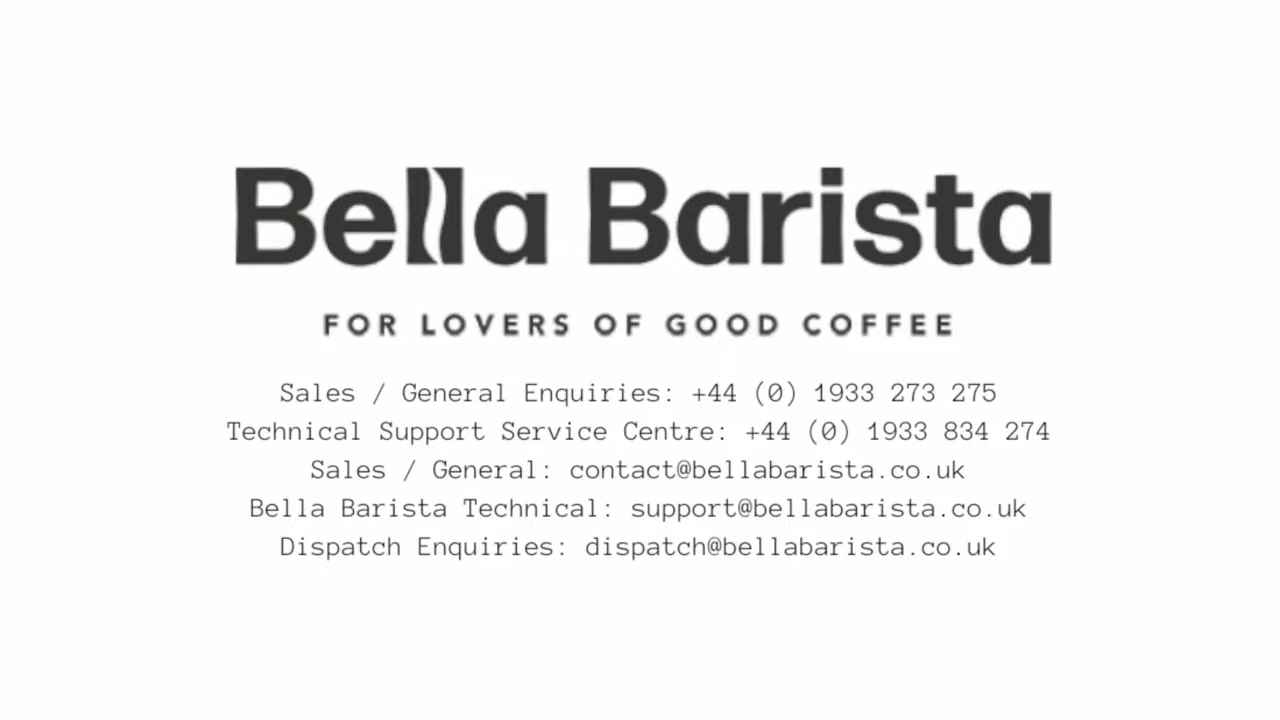 Bella Barista
FOR LOVERS OF GOOD COFFEE
Sales / General Enquiries: +44 (0) 1933 273 275
Technical Support Service Centre: +44 (0) 1933 834 274
Sales / General: contact@bellabarista.co.uk
Bella Barista Technical: support@bellabarista.co.uk
Dispatch Enquiries: dispatch@bellabarista.co.uk